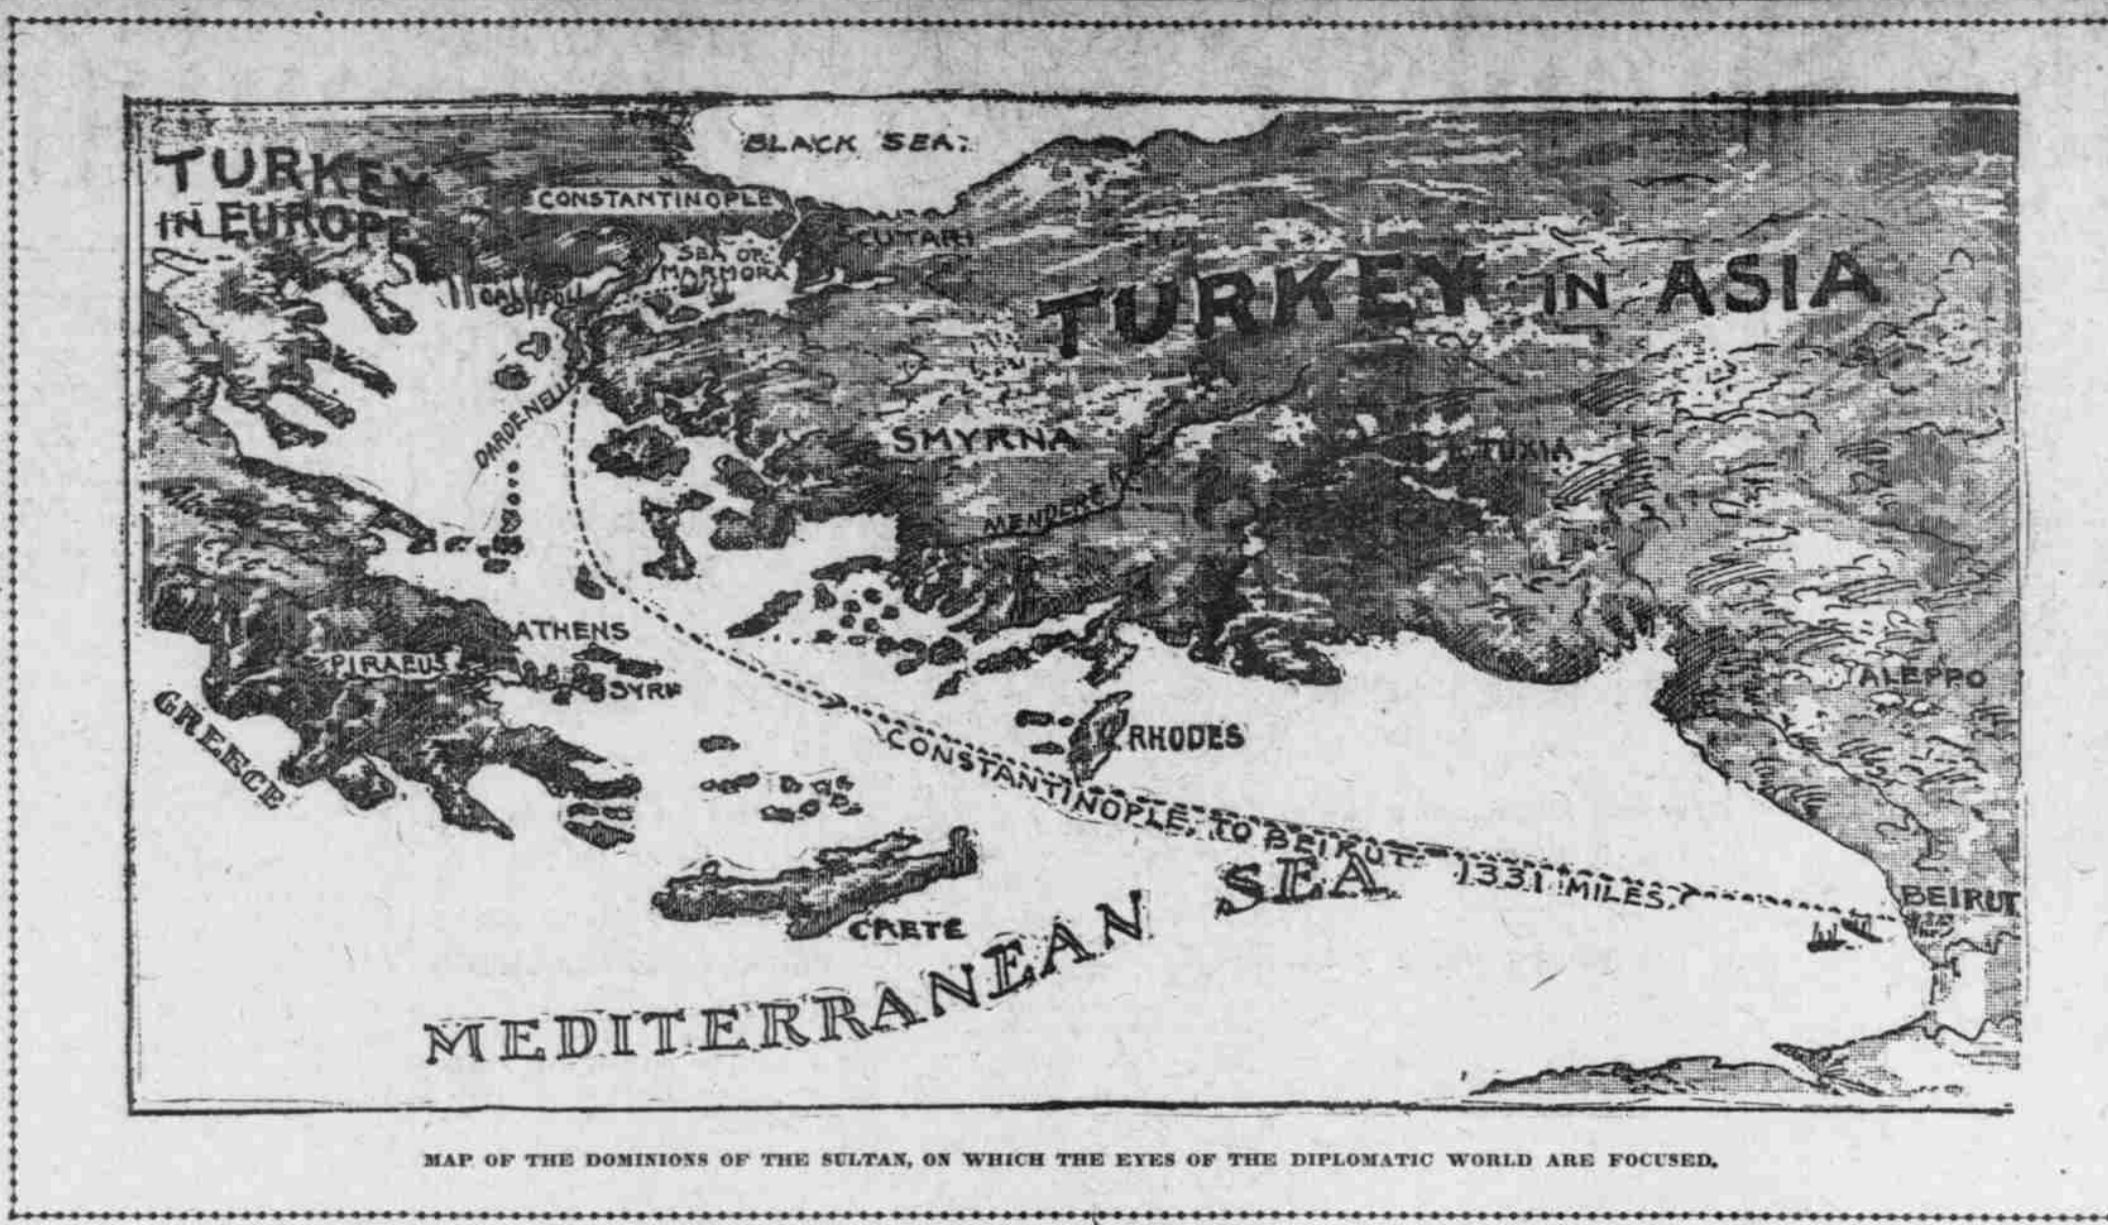 BLACK SEA.
TURKEY
IN EUROPE
CONSTANTINOPLE
SCUTARI
SEA OF
MARMORA
TURKEY IN ASIA
DARDENELLES
SMYRNA
MENDERE R.
ATHENS
PIRAEUS
SYRA
GREECE
ALEPPO
RHODES
CONSTANTINOPLE, TO BEIRUT 1331 MILES.
BEIRUT
CRETE
MEDITERRANEAN SEA
MAP OF THE DOMINIONS OF THE SULTAN, ON WHICH THE EYES OF THE DIPLOMATIC WORLD ARE FOCUSED.